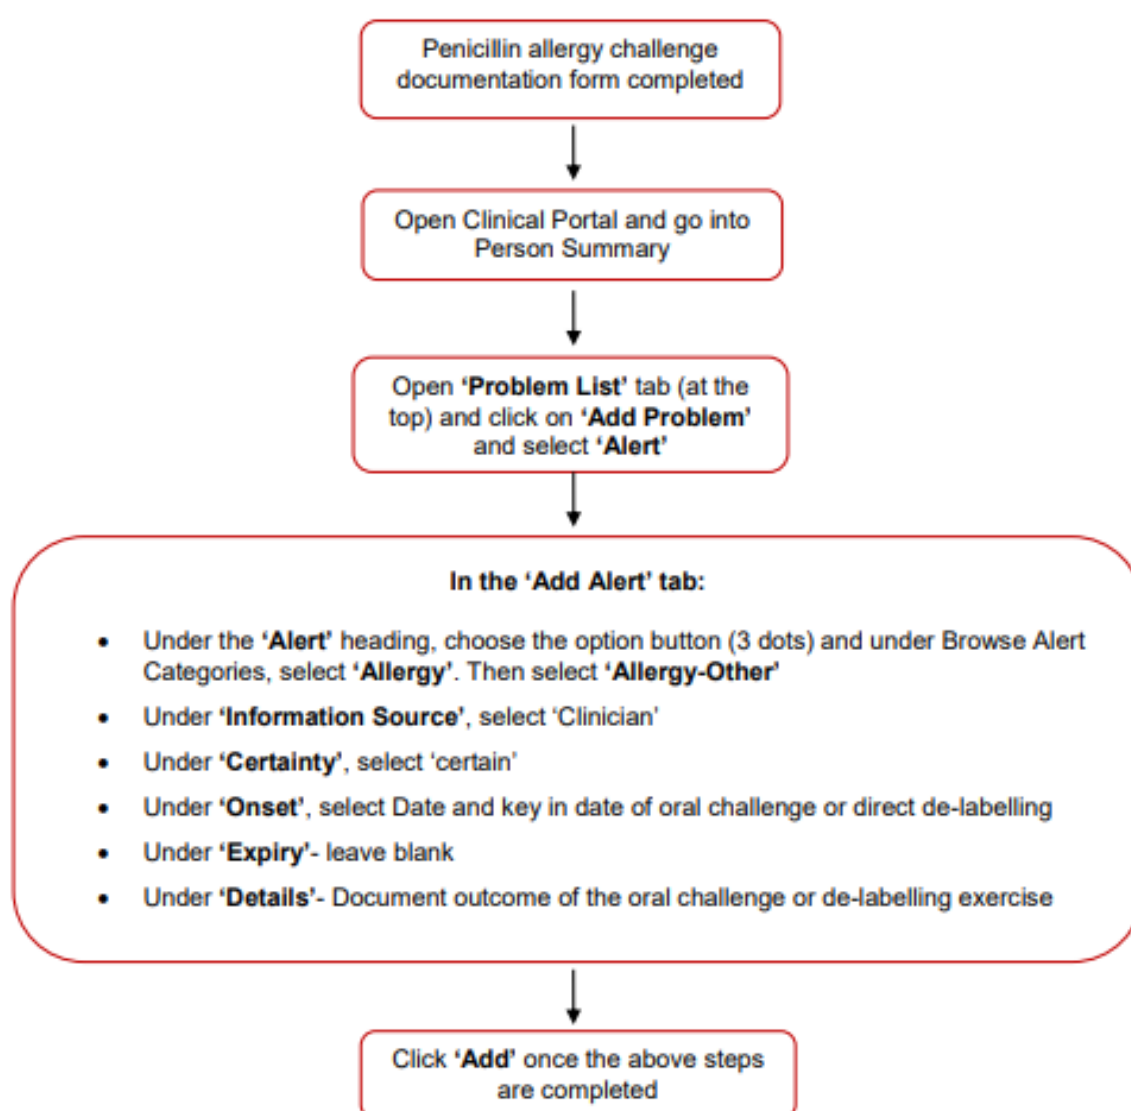 Penicillin allergy challenge
documentation form completed
Open Clinical Portal and go into
Person Summary
Open ‘Problem List’ tab (at the
top) and click on ‘Add Problem’
and select ‘Alert’
In the ‘Add Alert’ tab:
• Under the ‘Alert’ heading, choose the option button (3 dots) and under Browse Alert
Categories, select ‘Allergy’. Then select ‘Allergy-Other’
• Under ‘Information Source’, select ‘Clinician’
• Under ‘Certainty’, select ‘certain’
• Under ‘Onset’, select Date and key in date of oral challenge or direct de-labelling
• Under ‘Expiry’- leave blank
• Under ‘Details’- Document outcome of the oral challenge or de-labelling exercise
Click ‘Add’ once the above steps
are completed